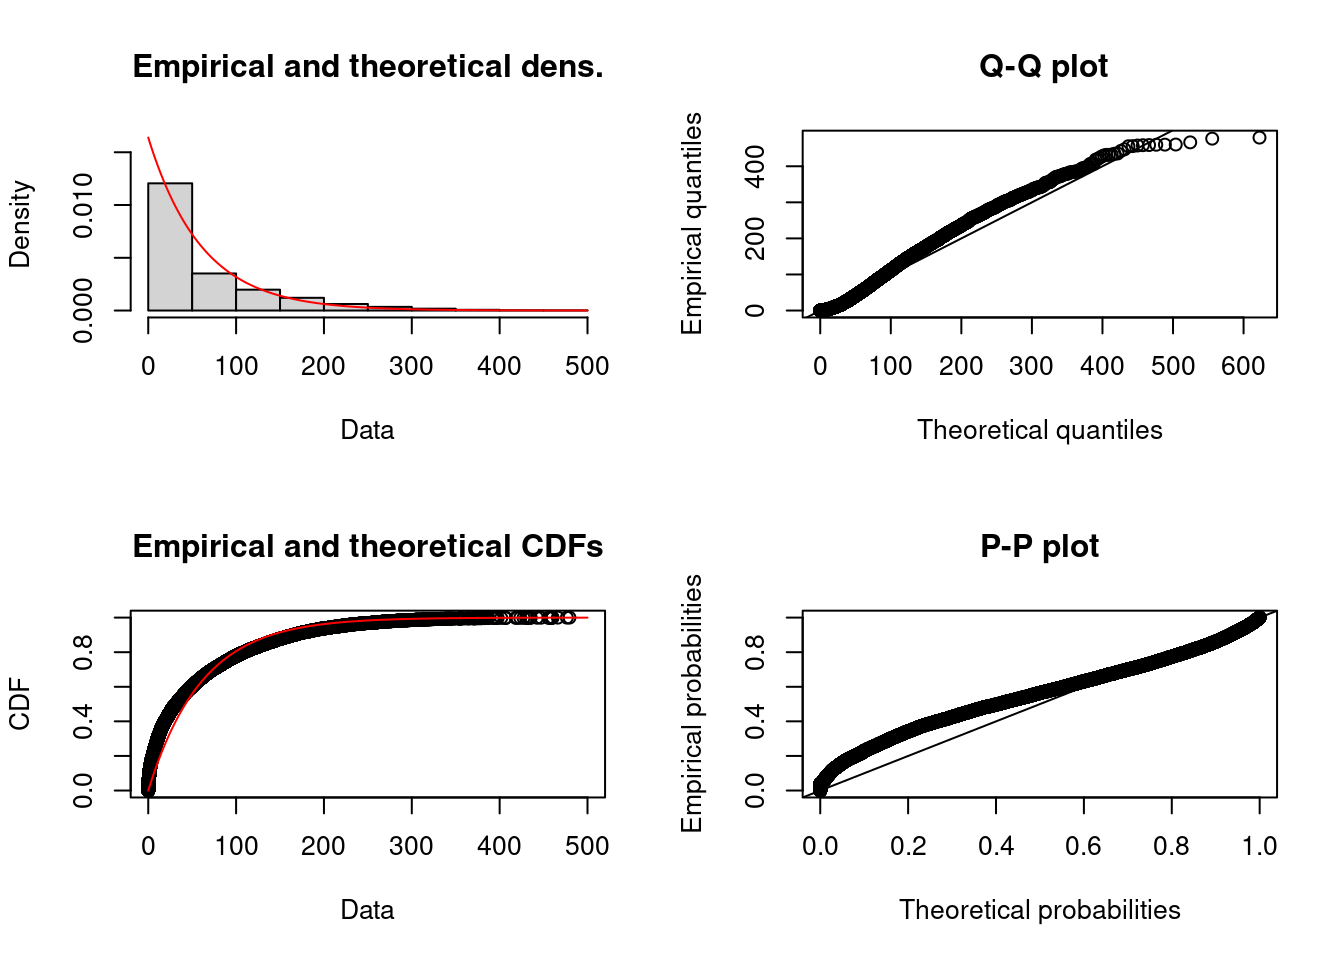 Empirical and theoretical dens.
Density
0.000 0.010
0 100 200 300 400 500
Data
Q-Q plot
Empirical quantiles
0 200 400
0 100 200 300 400 500 600
Theoretical quantiles
Empirical and theoretical CDFs
CDF
0.0 0.4 0.8
0 100 200 300 400 500
Data
P-P plot
Empirical probabilities
0.0 0.4 0.8
0.0 0.2 0.4 0.6 0.8 1.0
Theoretical probabilities